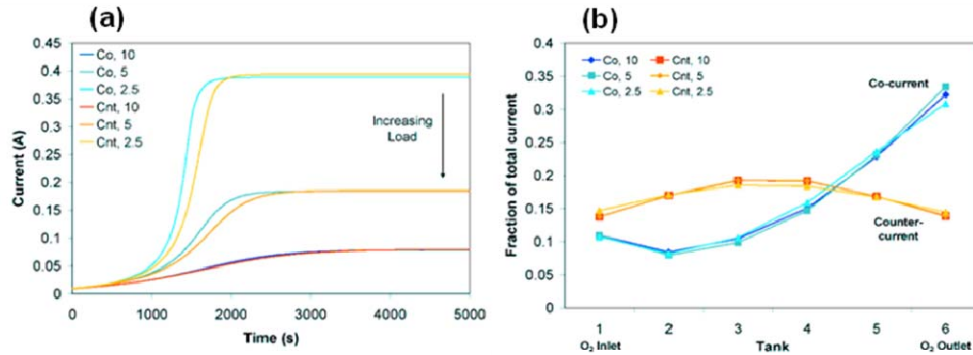 (a)
0.45
0.4
0.35
0.3
0.25
0.2
0.15
0.1
0.05
0
Current (A)
Co, 10
Co, 5
Co, 2.5
Cnt, 10
Cnt, 5
Cnt, 2.5
Increasing
Load
0 1000 2000 3000 4000 5000
Time (s)
(b)
0.4
0.35
0.3
0.25
0.2
0.15
0.1
0.05
0
Fraction of total current
Co, 10 Cnt, 10
Co, 5 Cnt, 5
Co, 2.5 Cnt, 2.5
Co-current
Counter-
current
1 2 3 4 5 6
O₂ Inlet Tank O₂ Outlet